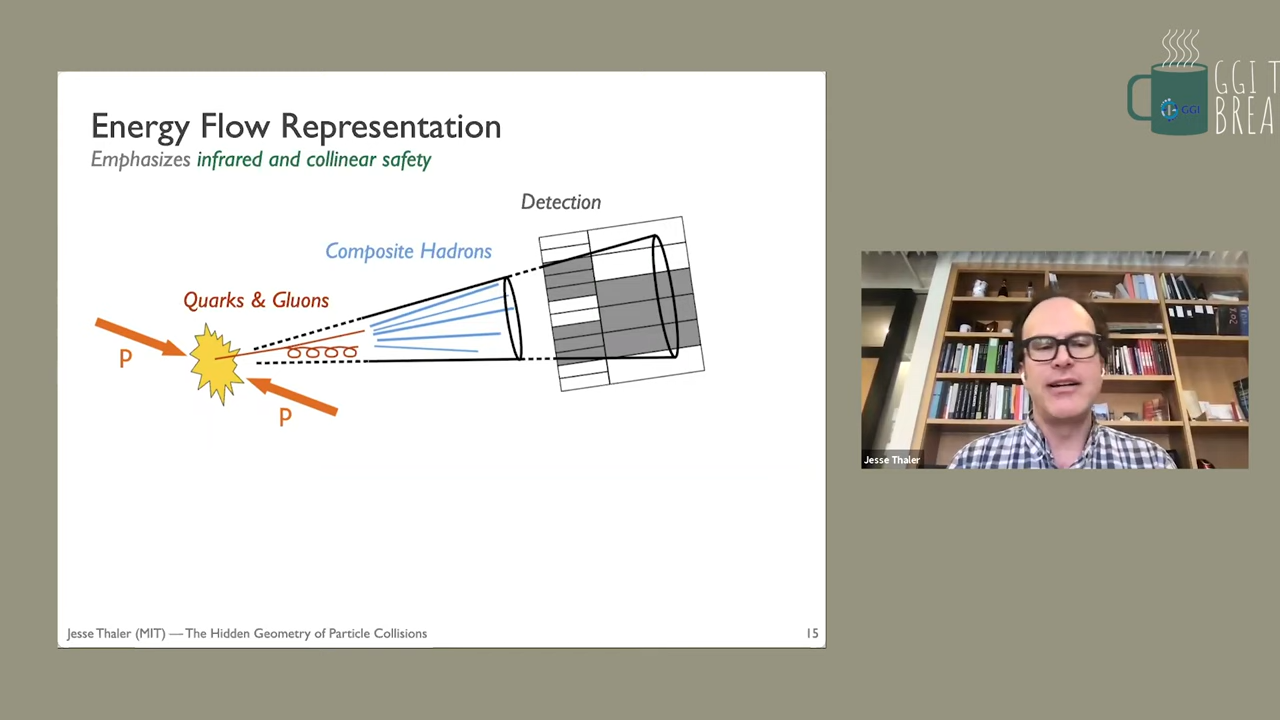 Energy Flow Representation
Emphasizes infrared and collinear safety
Detection
Composite Hadrons
Quarks & Gluons
P
P
Jesse Thaler (MIT) — The Hidden Geometry of Particle Collisions
15
GGI T
BREA
GGI
Jesse Thaler